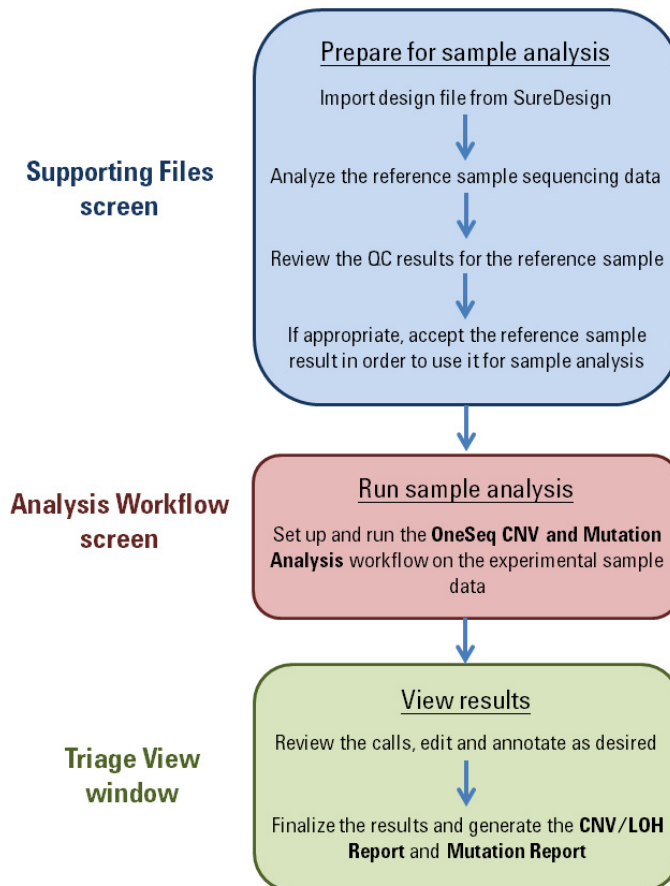 Prepare for sample analysis
Import design file from SureDesign
Supporting Files
screen
Analyze the reference sample sequencing data
Review the QC results for the reference sample
If appropriate, accept the reference sample
result in order to use it for sample analysis
Analysis Workflow
screen
Run sample analysis
Set up and run the OneSeq CNV and Mutation
Analysis workflow on the experimental sample
data
Triage View
window
View results
Review the calls, edit and annotate as desired
Finalize the results and generate the CNV/LOH
Report and Mutation Report